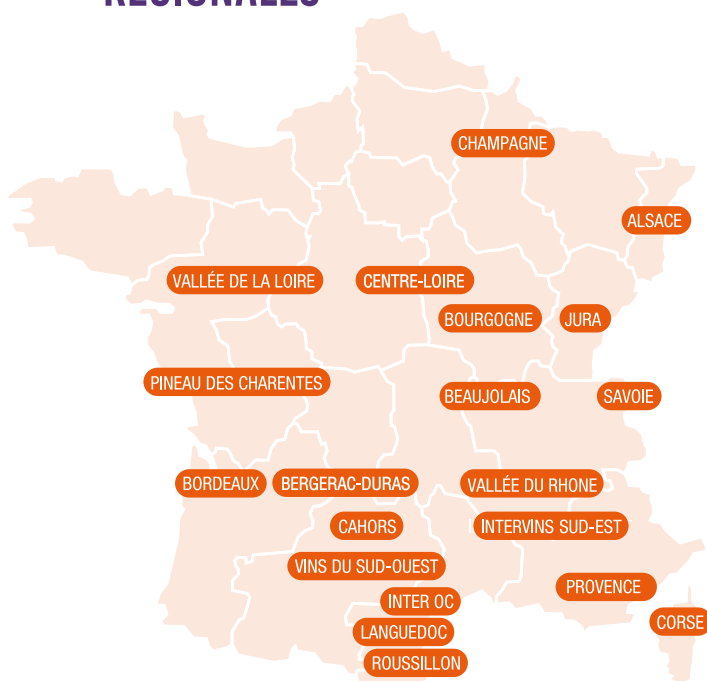 RÉGIONALES
CHAMPAGNE
ALSACE
VALLÉE DE LA LOIRE
CENTRE-LOIRE
BOURGOGNE
JURA
PINEAU DES CHARENTES
BEAUJOLAIS
SAVOIE
BORDEAUX
BERGERAC-DURAS
VALLÉE DU RHONE
CAHORS
INTERVINS SUD-EST
VINS DU SUD-OUEST
PROVENCE
INTER OC
CORSE
LANGUEDOC
ROUSSILLON